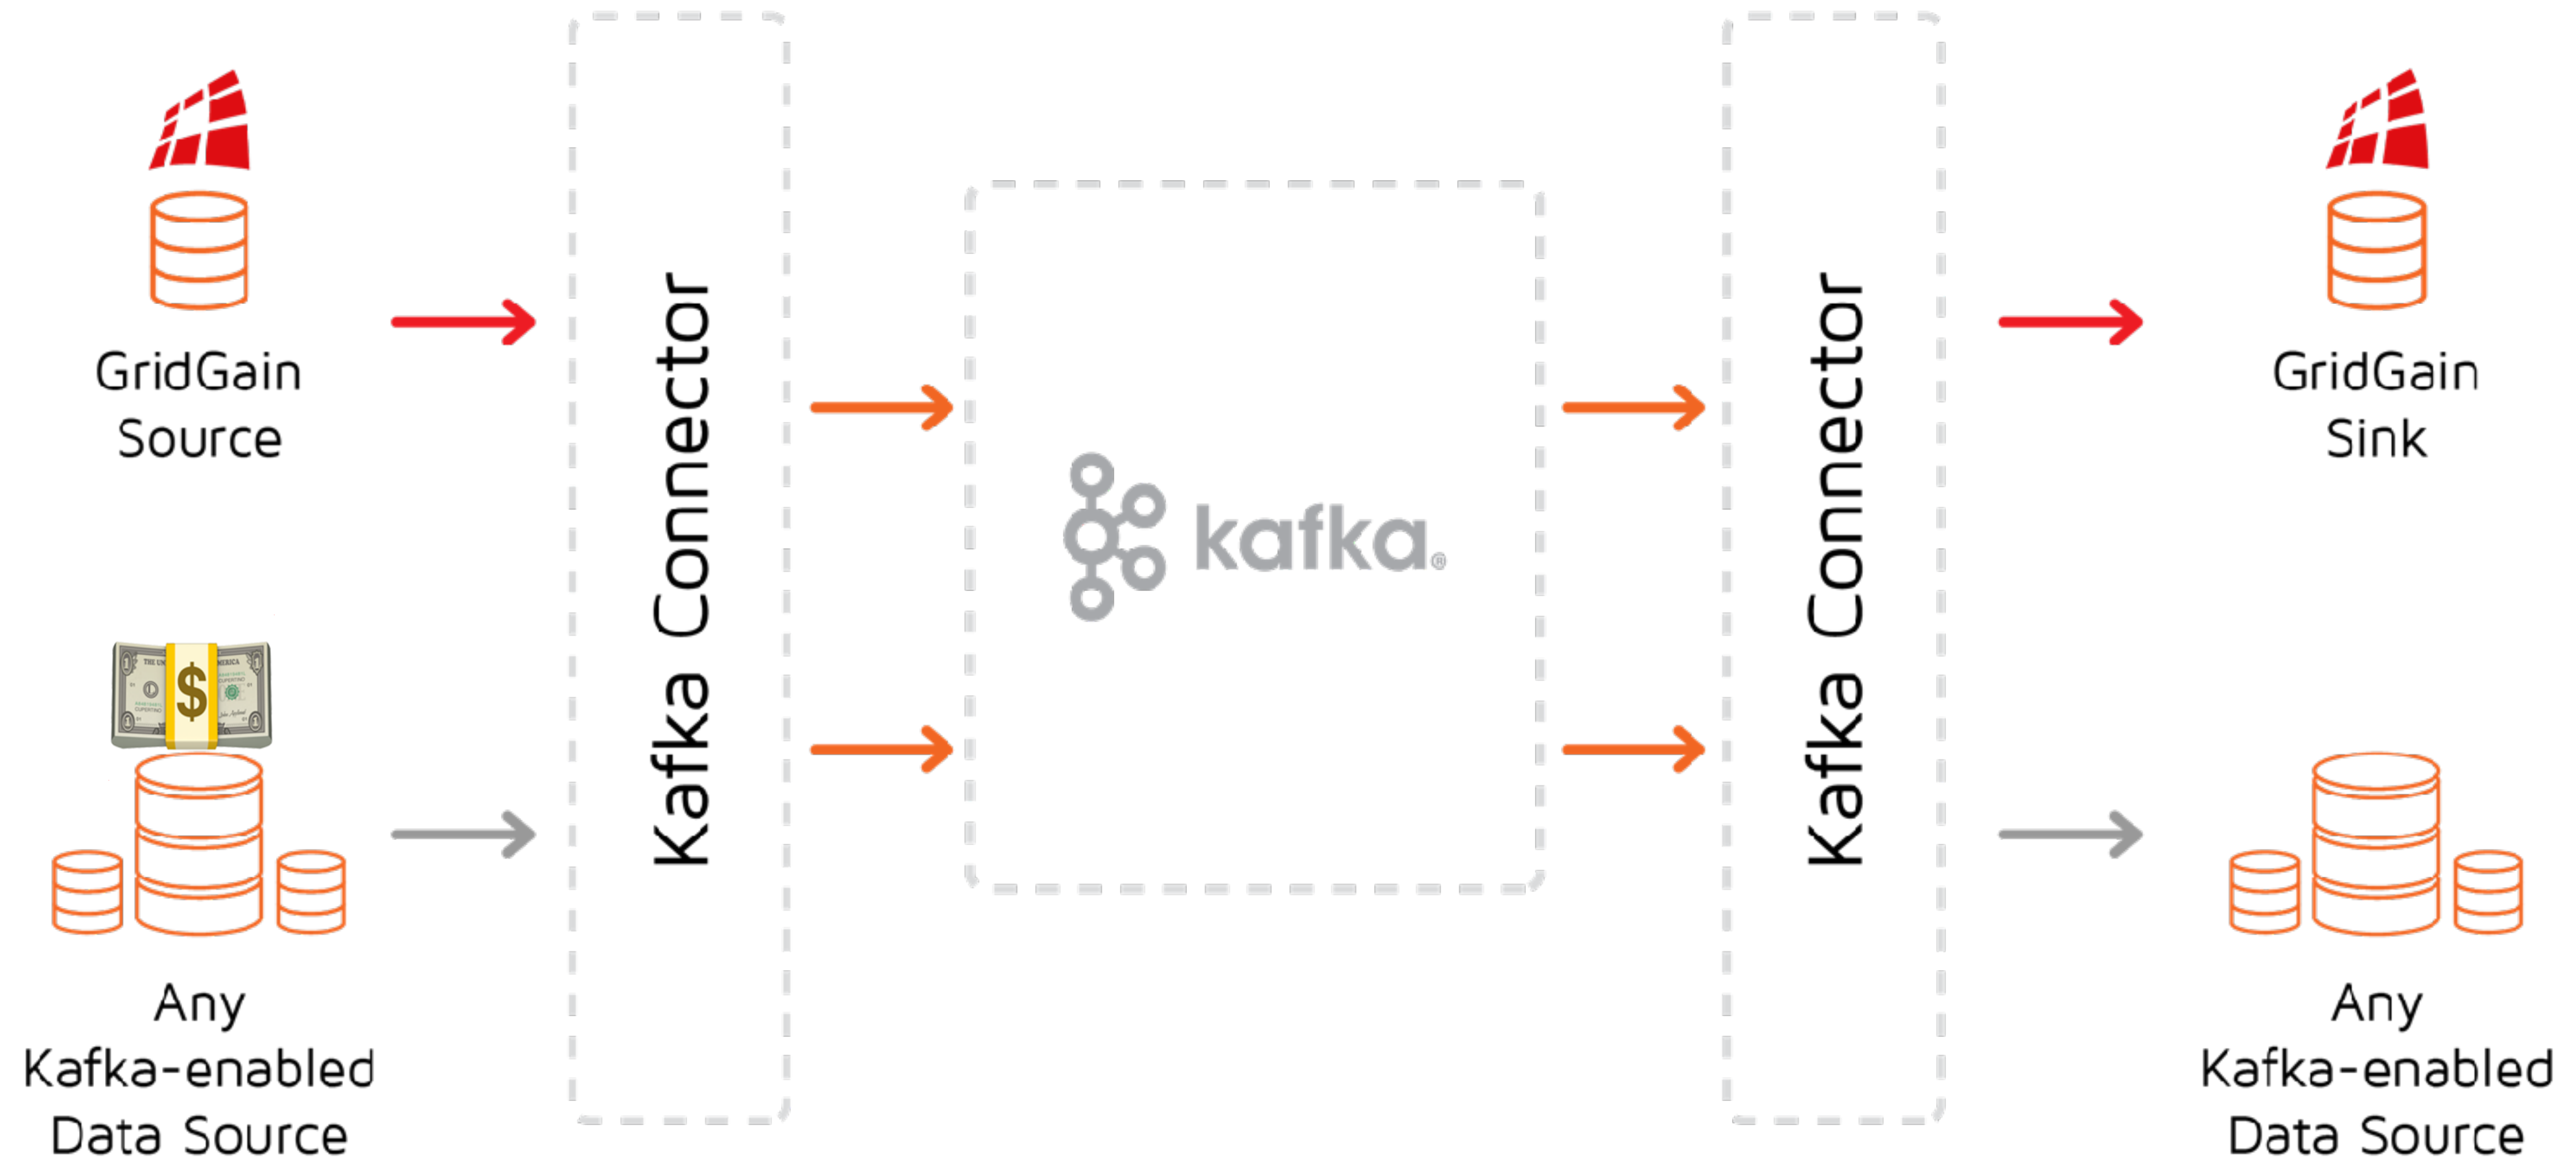 GridGain
Source
Any
Kafka-enabled
Data Source
Kafka Connector
kafka®
Kafka Connector
GridGain
Sink
Any
Kafka-enabled
Data Source
$